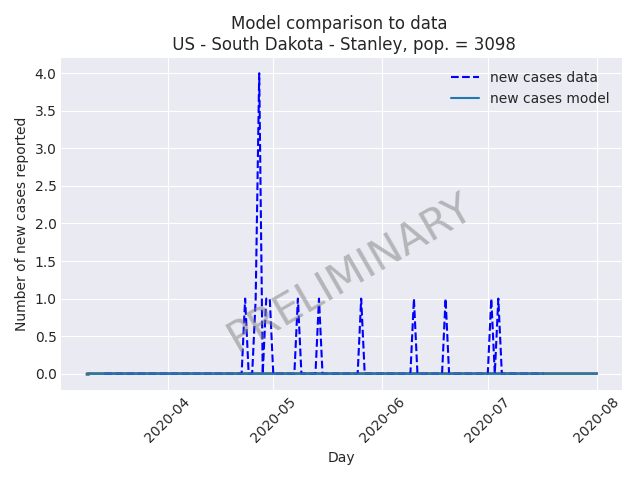 Model comparison to data
US - South Dakota - Stanley, pop. = 3098
new cases data
new cases model
Number of new cases reported
4.0
3.5
3.0
2.5
2.0
1.5
1.0
0.5
0.0
PRELIMINARY
2020-04
2020-05
2020-06
2020-07
2020-08
Day